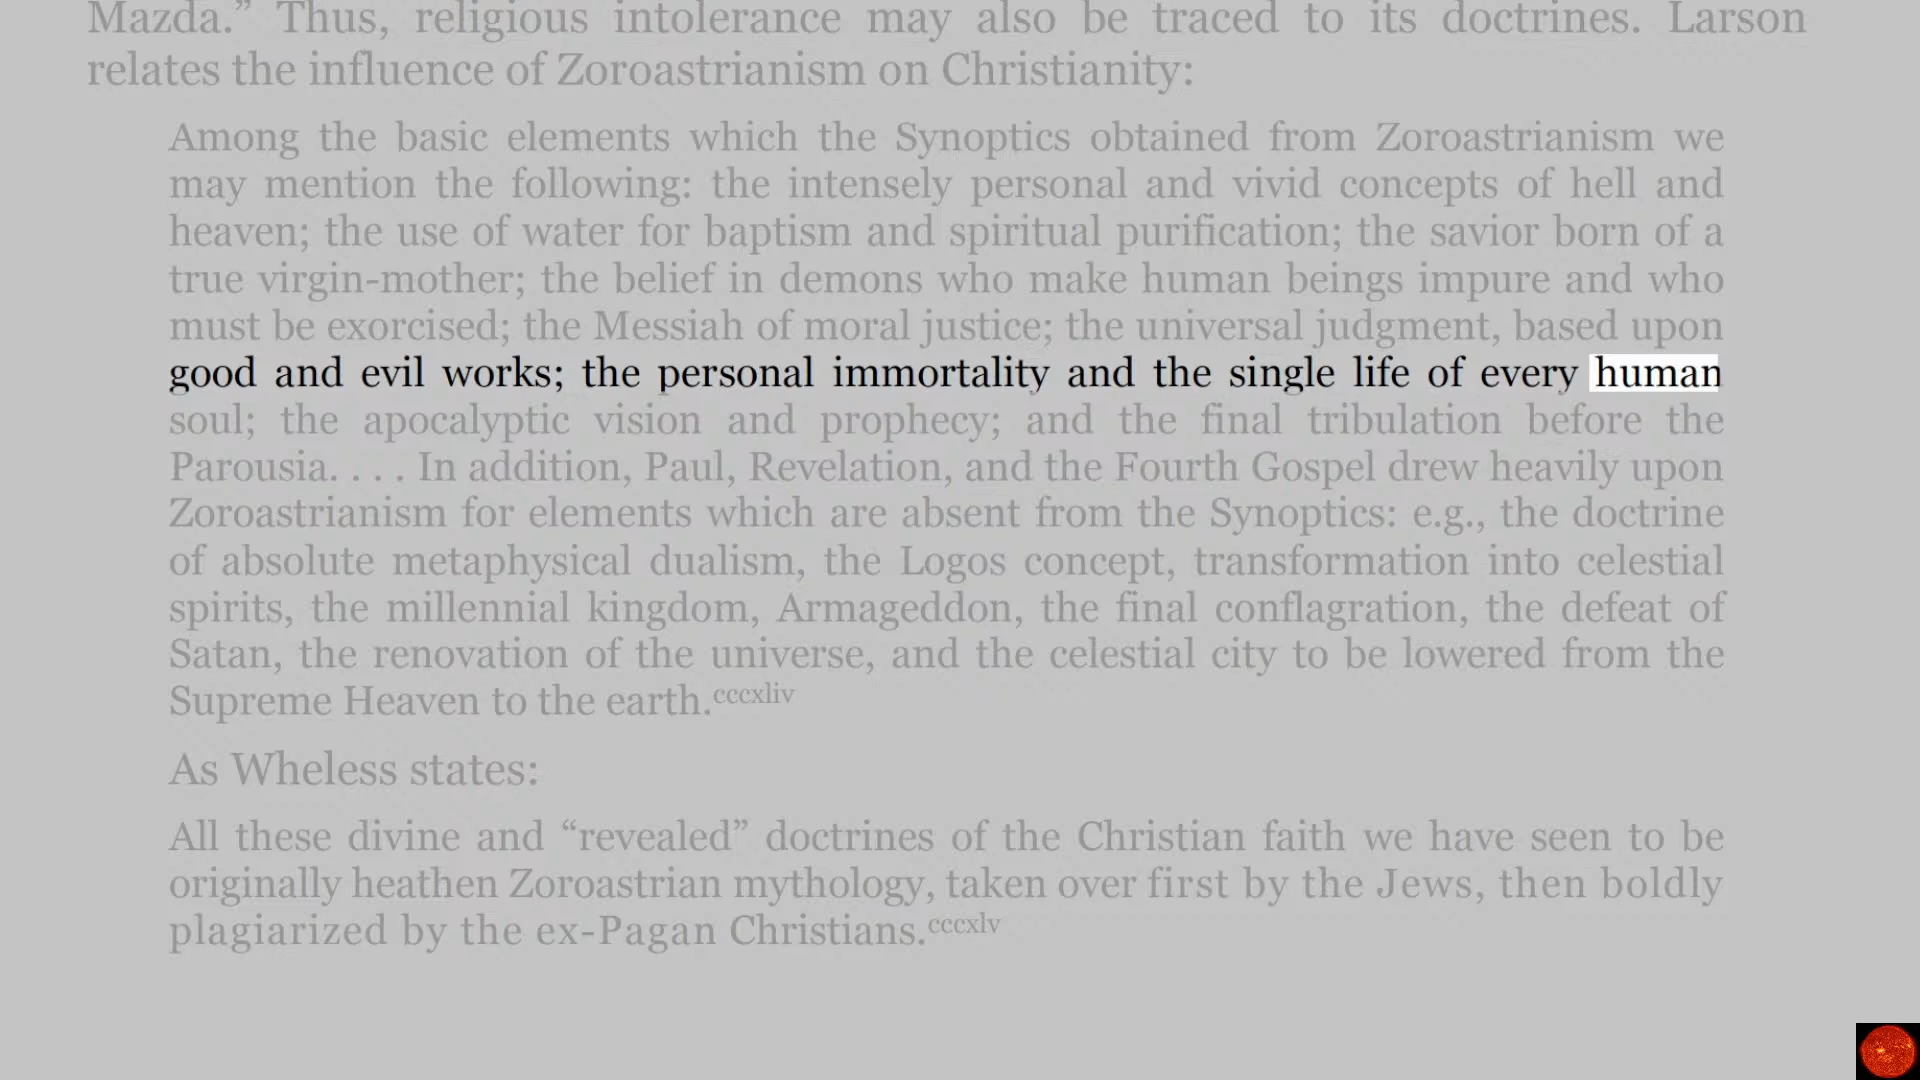 Mazda.” Thus, religious intolerance may also be traced to its doctrines. Larson
relates the influence of Zoroastrianism on Christianity:
Among the basic elements which the Synoptics obtained from Zoroastrianism we
may mention the following: the intensely personal and vivid concepts of hell and
heaven; the use of water for baptism and spiritual purification; the savior born of a
true virgin-mother; the belief in demons who make human beings impure and who
must be exorcised; the Messiah of moral justice; the universal judgment, based upon
good and evil works; the personal immortality and the single life of every human
soul; the apocalyptic vision and prophecy; and the final tribulation before the
Parousia. . . . In addition, Paul, Revelation, and the Fourth Gospel drew heavily upon
Zoroastrianism for elements which are absent from the Synoptics: e.g., the doctrine
of absolute metaphysical dualism, the Logos concept, transformation into celestial
spirits, the millennial kingdom, Armageddon, the final conflagration, the defeat of
Satan, the renovation of the universe, and the celestial city to be lowered from the
Supreme Heaven to the earth.cccxliv
As Wheless states:
All these divine and “revealed” doctrines of the Christian faith we have seen to be
originally heathen Zoroastrian mythology, taken over first by the Jews, then boldly
plagiarized by the ex-Pagan Christians.cccxlv